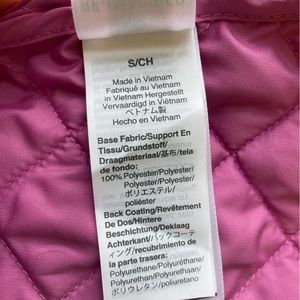 S/CH
Made in Vietnam
Fabriqué au Vietnam
in Vietnam Hergestellt
Vervaardigd in Vietnam
ベトナム製
Hecho en Vietnam
Base Fabric/Support En
Tissu/Grundstoff/
Draagmateriaal/基布/tela
de fondo:
100% Polyester/Polyester/
Polyester/Polyester/
ポリエステル/
poliéster
Back Coating/Revêtement
De Dos/Hintere
Beschichtung/Deklaag
Achterkant/バックコーテ
ィング/recubrimiento de
la parte trasera:
Polyurethane/Polyuréthane/
Polyurethan/Polyurethaan/
ポリウレタン/poliuretano